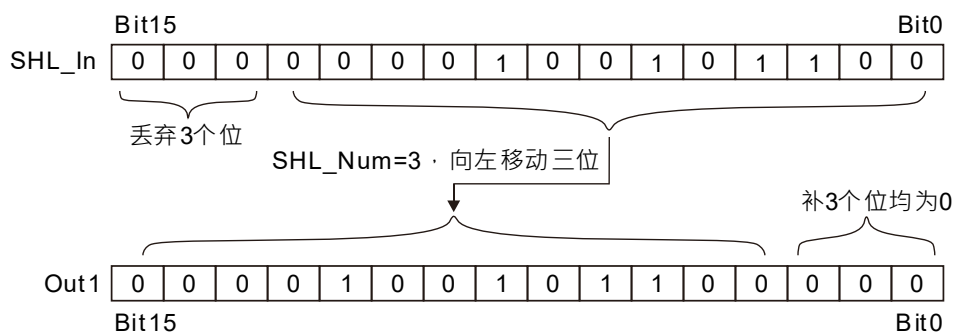 Bit15 Bit0
SHL_In 0 0 0 0 0 0 0 1 0 0 1 0 1 1 0 0
丢弃3个位
SHL_Num=3，向左移动三位
补3个位均为0
Out1 0 0 0 0 1 0 0 1 0 1 1 0 0 0 0 0
Bit15 Bit0